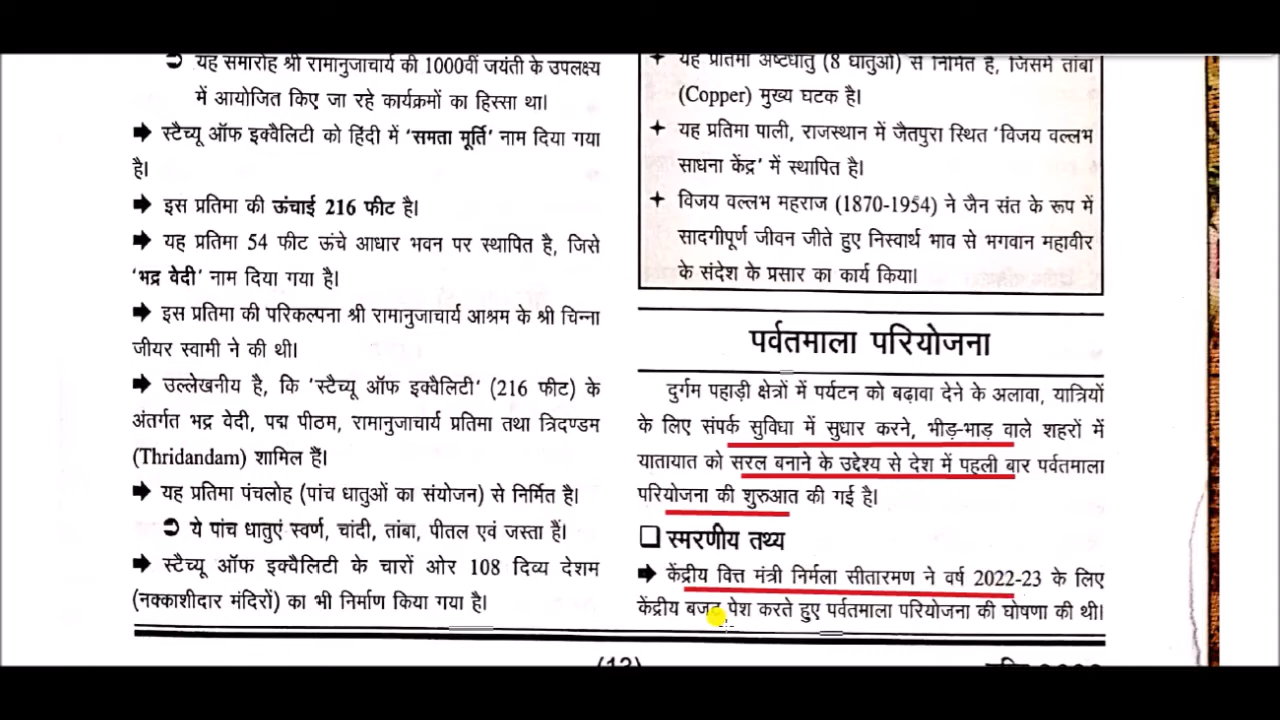 यह समारोह श्री रामानुजाचार्य की 1000वीं जयंती के उपलक्ष्य
में आयोजित किए जा रहे कार्यक्रमों का हिस्सा था।
स्टैच्यू ऑफ इक्वैलिटी को हिंदी में 'समता मूर्ति' नाम दिया गया
है।
इस प्रतिमा की ऊंचाई 216 फीट है।
यह प्रतिमा 54 फीट ऊंचे आधार भवन पर स्थापित है, जिसे
'भद्र वेदी' नाम दिया गया है।
इस प्रतिमा की परिकल्पना श्री रामानुजाचार्य आश्रम के श्री चिन्ना
जीयर स्वामी ने की थी।
उल्लेखनीय है, कि 'स्टैच्यू ऑफ इक्वैलिटी' (216 फीट) के
अंतर्गत भद्र वेदी, पद्म पीठम, रामानुजाचार्य प्रतिमा तथा त्रिदण्डम
(Thridandam) शामिल हैं।
यह प्रतिमा पंचलोह (पांच धातुओं का संयोजन) से निर्मित है।
ये पांच धातुएं स्वर्ण, चांदी, तांबा, पीतल एवं जस्ता हैं।
स्टैच्यू ऑफ इक्वैलिटी के चारों ओर 108 दिव्य देशम
(नक्काशीदार मंदिरों) का भी निर्माण किया गया है।
यह प्रतिमा अष्टधातु (8 धातुओं) से निर्मित है, जिसमें तांबा
(Copper) मुख्य घटक है।
यह प्रतिमा पाली, राजस्थान में जैतपुरा स्थित 'विजय वल्लभ
साधना केंद्र' में स्थापित है।
विजय वल्लभ महराज (1870-1954) ने जैन संत के रूप में
सादगीपूर्ण जीवन जीते हुए निस्वार्थ भाव से भगवान महावीर
के संदेश के प्रसार का कार्य किया।
पर्वतमाला परियोजना
दुर्गम पहाड़ी क्षेत्रों में पर्यटन को बढ़ावा देने के अलावा, यात्रियों
के लिए संपर्क सुविधा में सुधार करने, भीड़-भाड़ वाले शहरों में
यातायात को सरल बनाने के उद्देश्य से देश में पहली बार पर्वतमाला
परियोजना की शुरुआत की गई है।
स्मरणीय तथ्य
केंद्रीय वित्त मंत्री निर्मला सीतारमण ने वर्ष 2022-23 के लिए
केंद्रीय बजट पेश करते हुए पर्वतमाला परियोजना की घोषणा की थी।